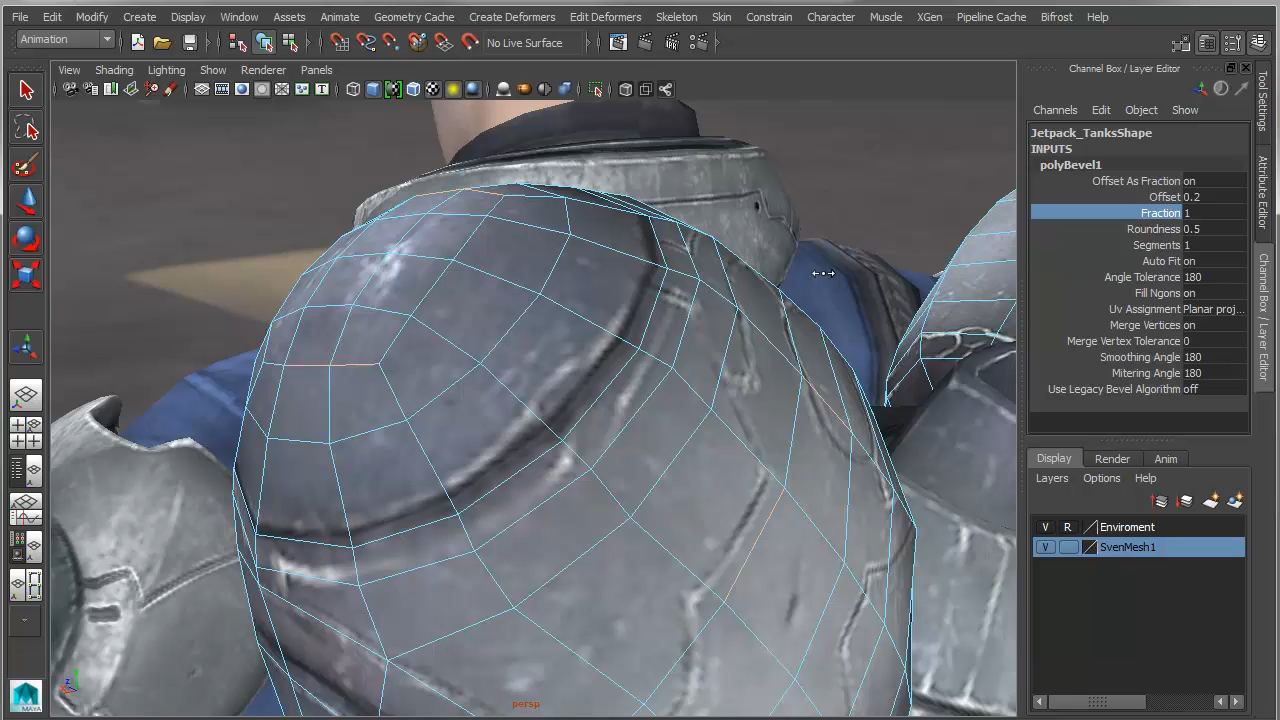 File Edit Modify Create Display Window Assets Animate Geometry Cache Create Deformers Edit Deformers Skeleton Skin Constrain Character Muscle XGen Pipeline Cache Bifrost Help
Animation No Live Surface
View Shading Lighting Show Renderer Panels
Channel Box / Layer Editor
Channels Edit Object Show
Jetpack_TanksShape
INPUTS
polyBevel1
Offset As Fraction on
Offset 0.2
Fraction 1
Roundness 0.5
Segments 1
Auto Fit on
Angle Tolerance 180
Fill Ngons on
Uv Assignment Planar proj...
Merge Vertices on
Merge Vertex Tolerance 0
Smoothing Angle 180
Mitering Angle 180
Use Legacy Bevel Algorithm off
Display Render Anim
Layers Options Help
V R Enviroment
V SvenMesh1
Tool Settings
Attribute Editor
Channel Box / Layer Editor
persp
MAYA